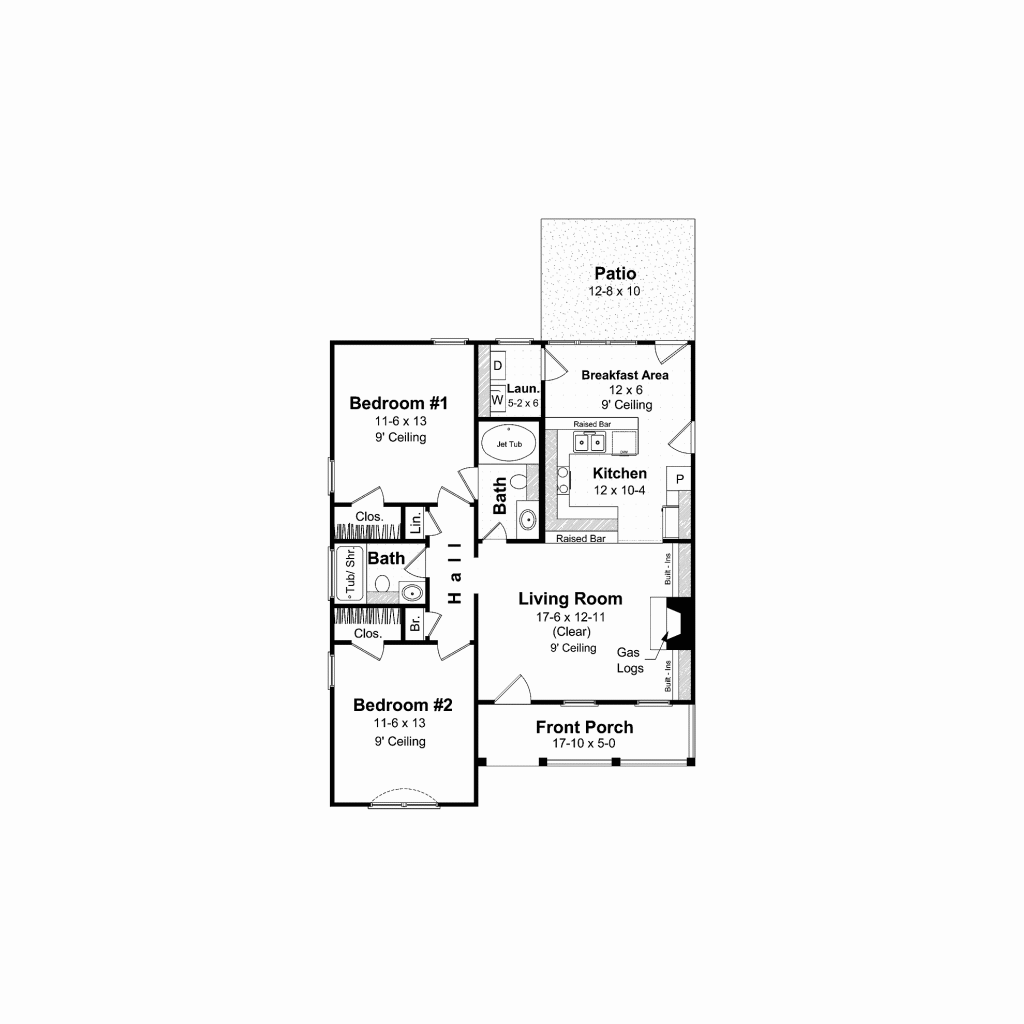 Patio
12-8 x 10
D
W
Laun.
5-2 x 6
Breakfast Area
12 x 6
9' Ceiling
Bedroom #1
11-6 x 13
9' Ceiling
Raised Bar
Jet Tub
Kitchen
12 x 10-4
P
Bath
Clos.
Lin.
Raised Bar
Tub/ Shr.
Bath
Hall
Built - Ins
Living Room
17-6 x 12-11
(Clear)
9' Ceiling
Gas
Logs
Built - Ins
Clos.
Br.
Bedroom #2
11-6 x 13
9' Ceiling
Front Porch
17-10 x 5-0